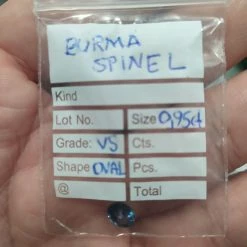 BURMA
SPINEL
Kind
Lot No. Size 0,95ct
Grade: VS Cts.
Shape OVAL Pcs.
@ Total